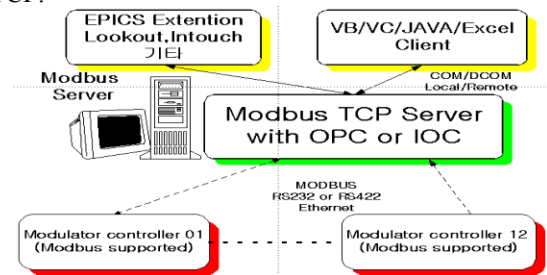 TCP.
EPICS Extention
Lookout,Intouch
기타
VB/VC/JAVA/Excel
Client
Modbus
Server
COM/DCOM
Local/Remote
Modbus TCP Server
with OPC or IOC
MODBUS
RS232 or RS422
Ethernet
Modulator controller 01
(Modbus supported)
Modulator controller 12
(Modbus supported)